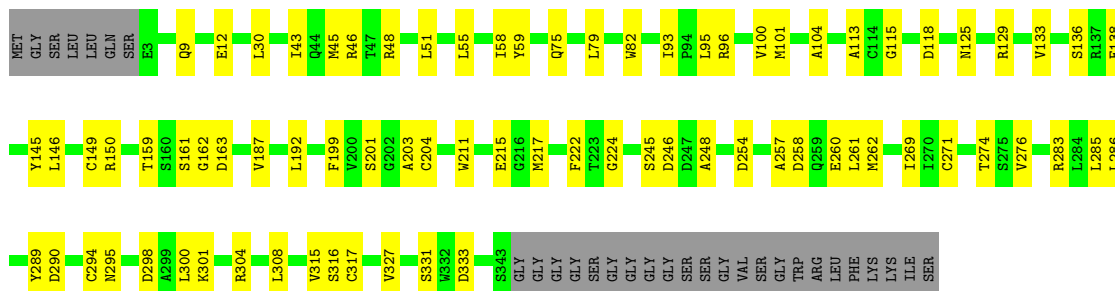 MET GLY SER LEU LEU GLN SER E3 Q9 E12 L30 I43 Q44 M45 R46 T47 R48 L51 L55 I58 Y59 Q75 L79 W82 I93 P94 L95 R96 V100 M101 A104 A113 C114 G115 D118 N125 R129 V133 S136 R137 E138
Y145 L146 C149 R150 T159 S160 S161 G162 D163 V187 L192 F199 V200 S201 G202 A203 C204 W211 E215 G216 M217 F222 T223 G224 S245 D246 D247 A248 D254 A257 D258 Q259 E260 L261 M262 I269 I270 C271 T274 S275 V276 R283 L284 L285 L286
Y289 D290 C294 N295 D298 A299 L300 K301 R304 L308 V315 S316 C317 V327 S331 W332 D333 S343 GLY GLY GLY GLY SER GLY GLY GLY GLY SER SER GLY VAL SER GLY TRP ARG LEU PHE LYS LYS ILE SER